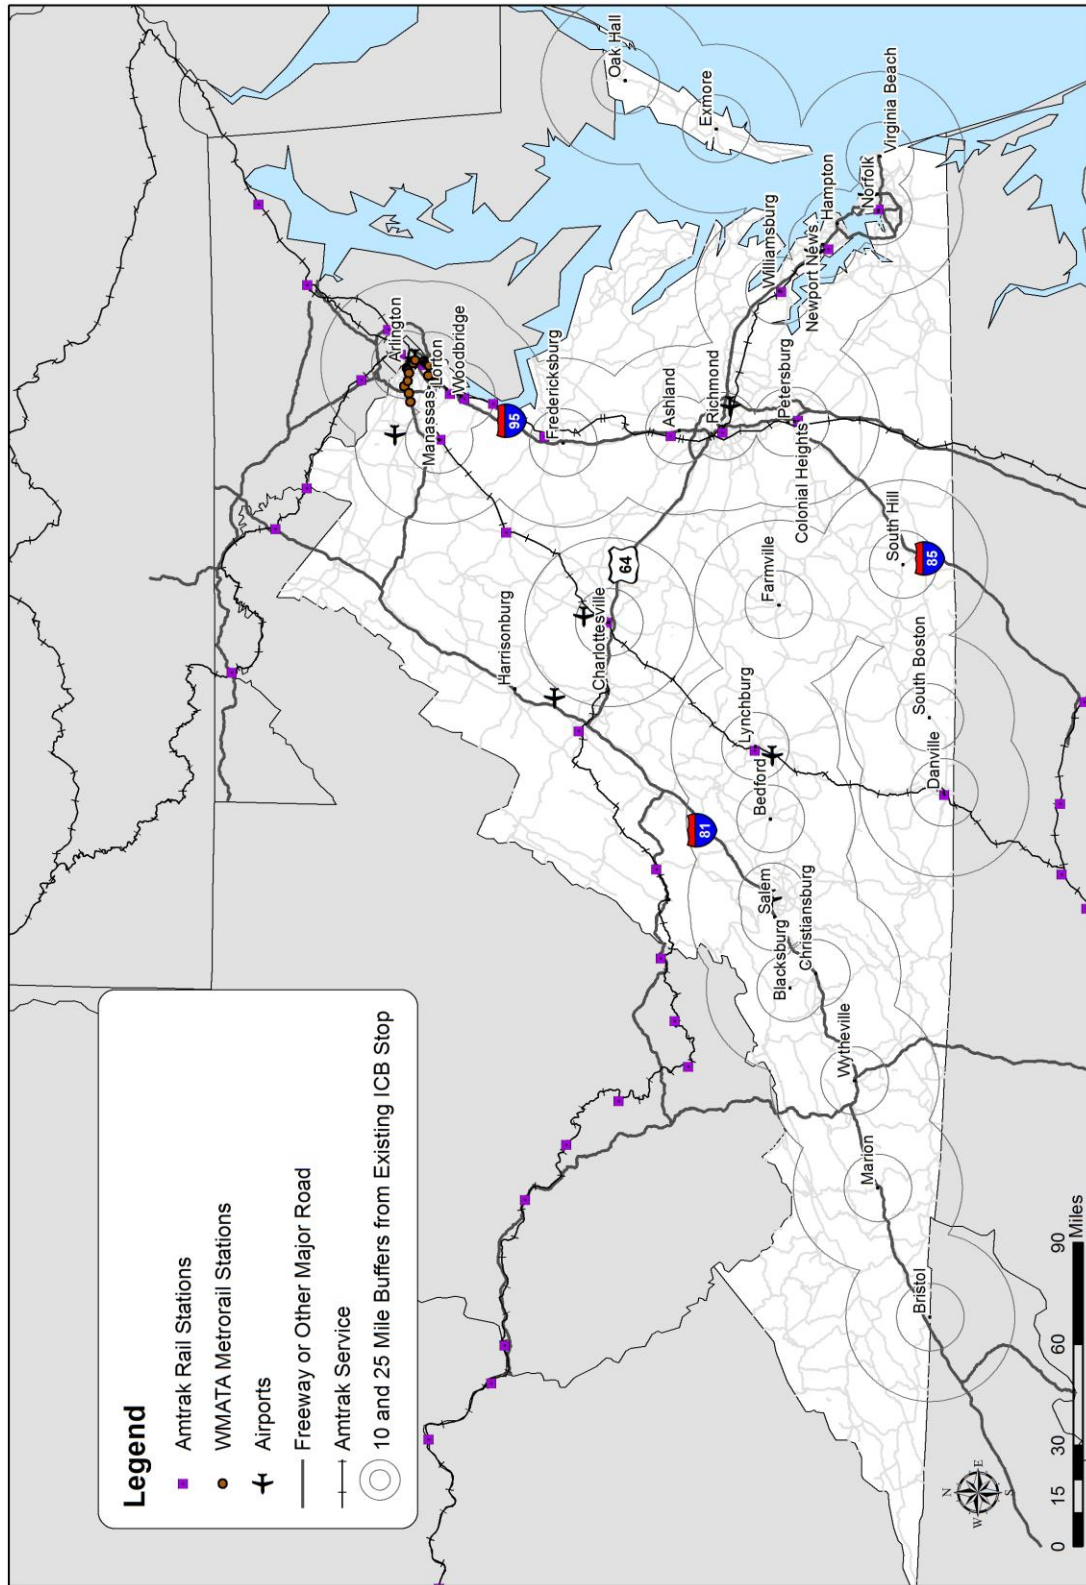 Legend
Amtrak Rail Stations
WMATA Metrorail Stations
Airports
Freeway or Other Major Road
Amtrak Service
10 and 25 Mile Buffers from Existing ICB Stop
Arlington
Lorton
Manassas
Woodbridge
95
Fredericksburg
Oak Hall
Exmore
Harrisonburg
Charlottesville
64
Ashland
Richmond
Williamsburg
Newport News
Hampton
Norfolk
Virginia Beach
Petersburg
Colonial Heights
81
Lynchburg
Bedford
Farmville
Salem
Blacksburg
Christiansburg
South Hill
85
South Boston
Danville
Wytheville
Marion
Bristol
N
W
E
S
0 15 30 60 90
Miles